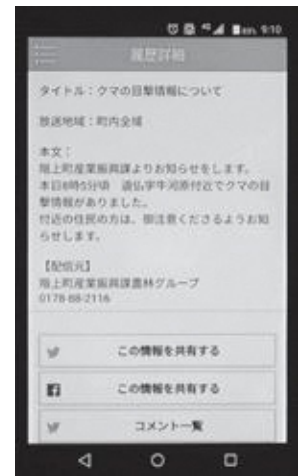 9:10
履歴詳細
タイトル：クマの目撃情報について
放送地域：町内全域
本文：
階上町産業振興課よりお知らせをします。
本日8時5分頃　道仏字牛河原付近でクマの目
撃情報がありました。
付近の住民の方は、御注意くださるようお知
らせします。
【配信元】
階上町産業振興課農林グループ
0178-88-2116
この情報を共有する
この情報を共有する
コメント一覧